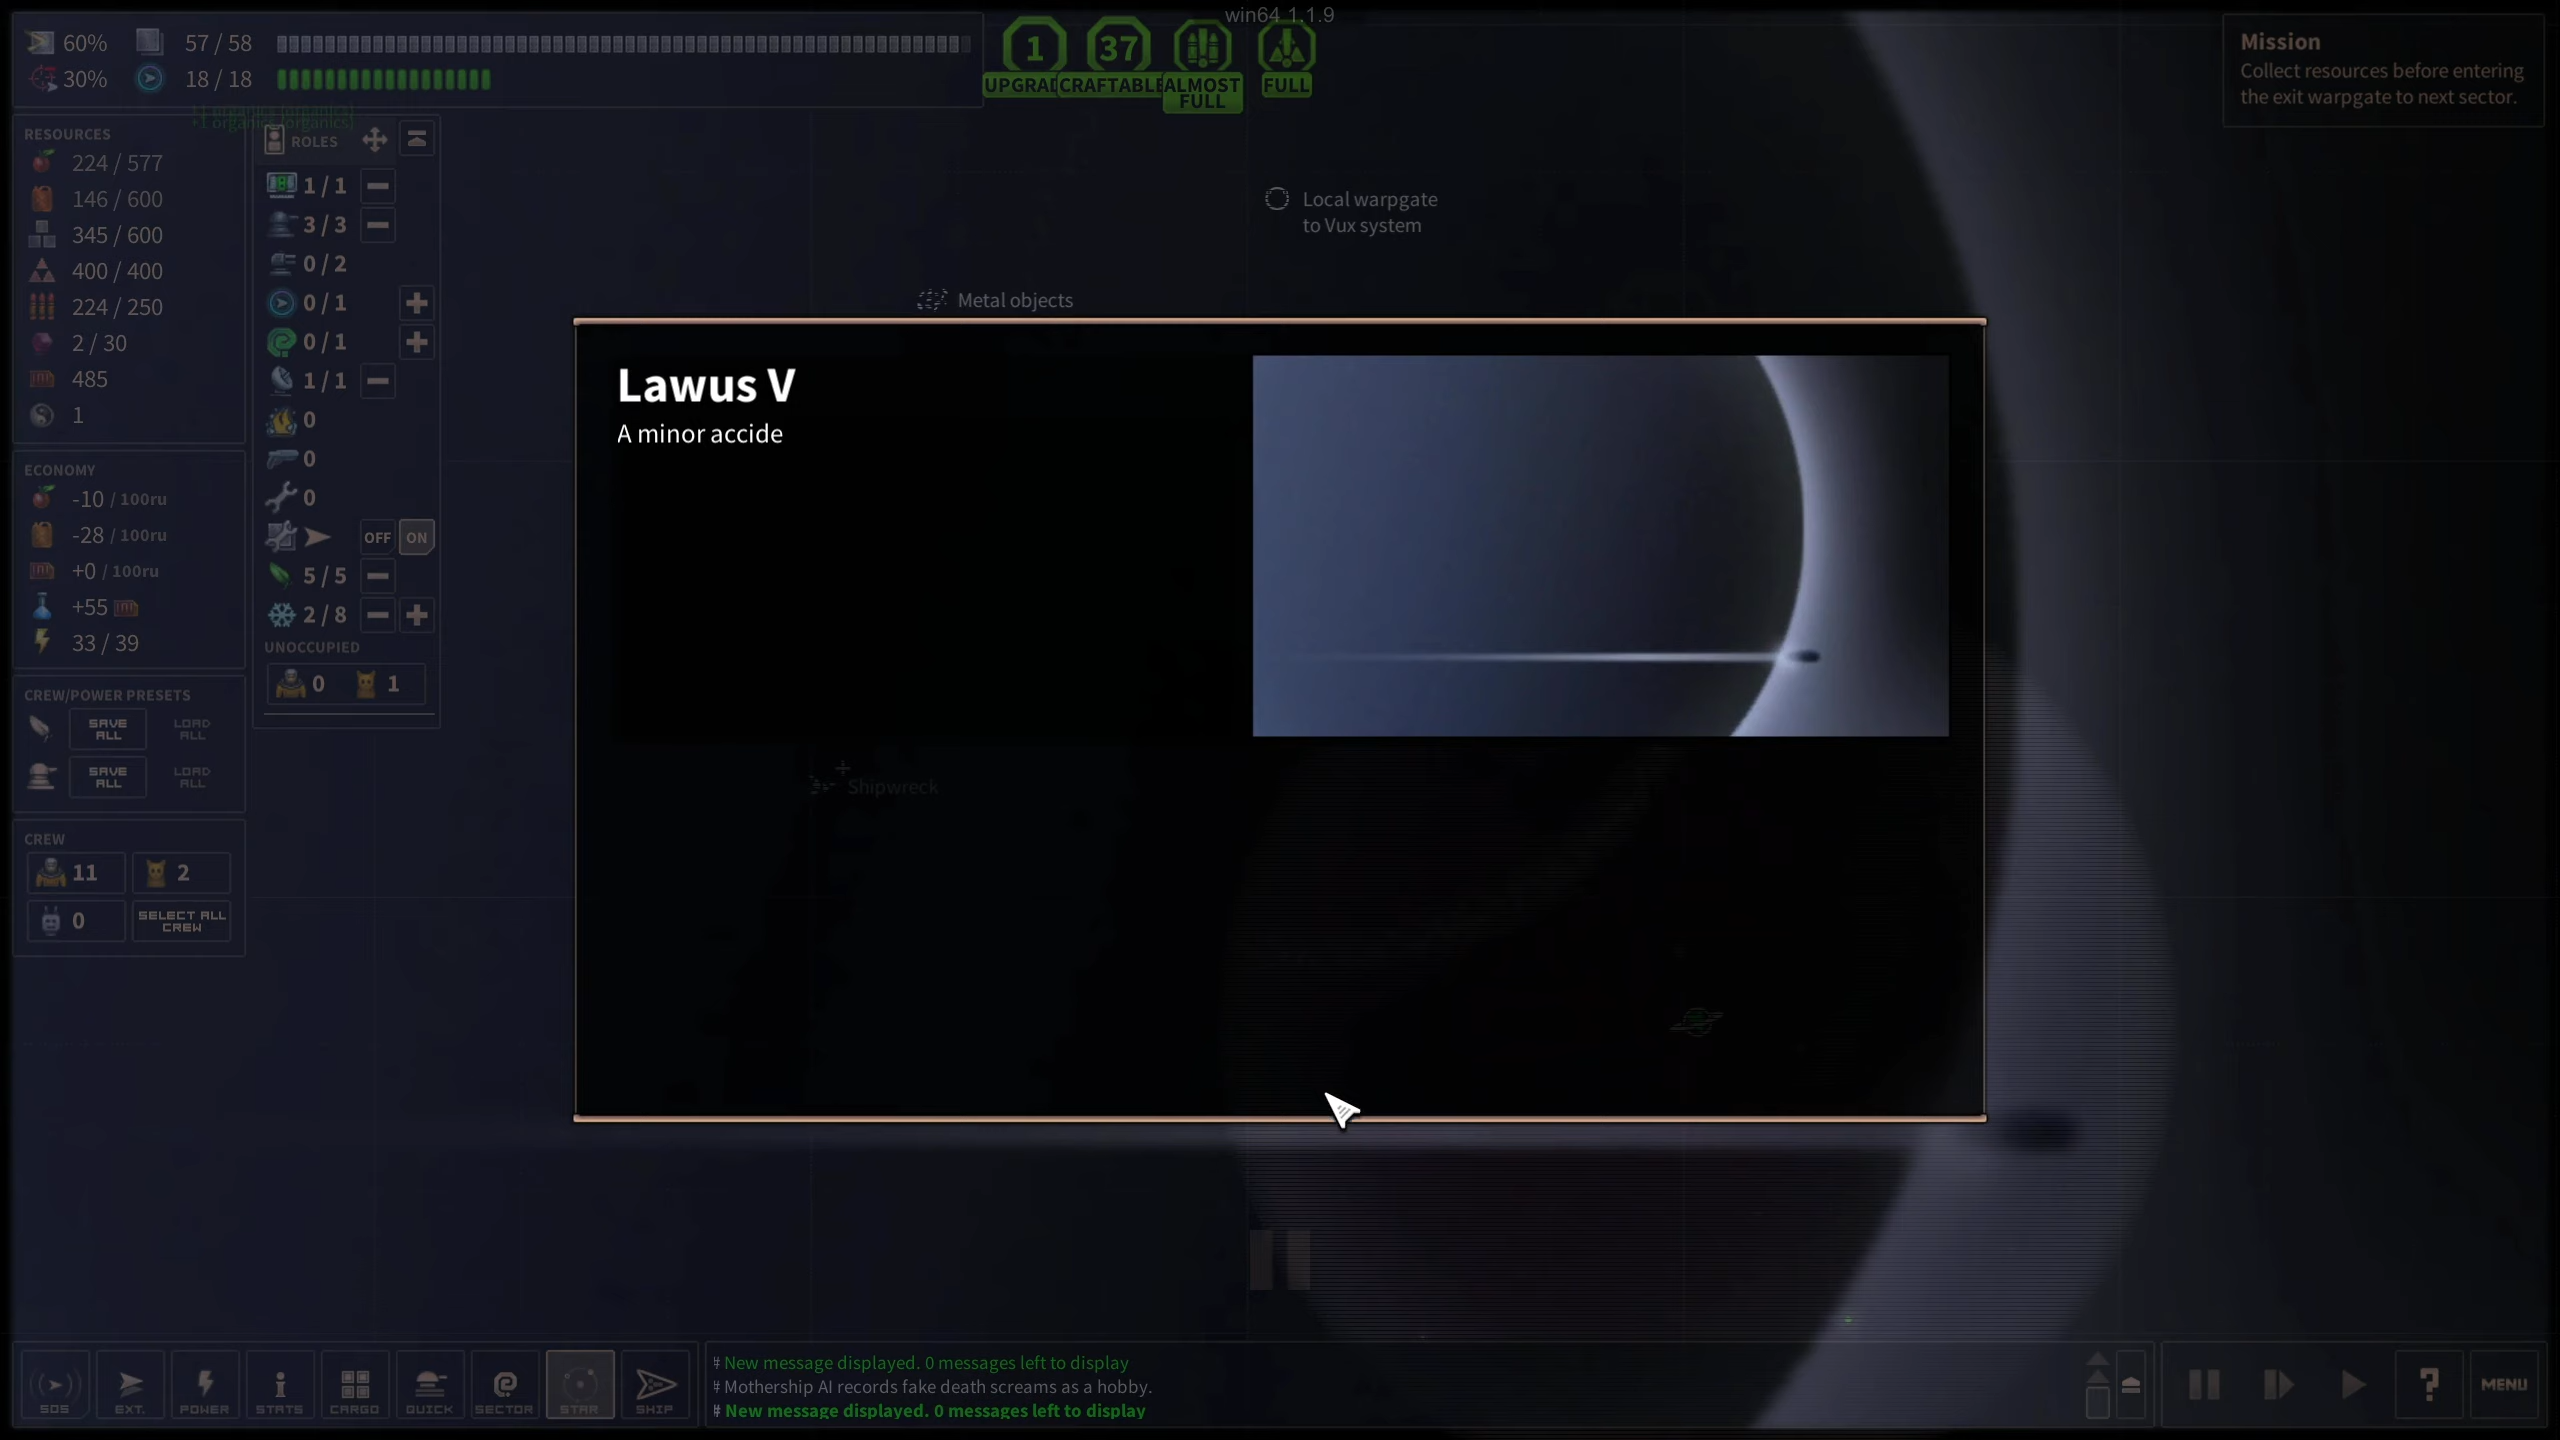 win64 1.1.9
60%
57 / 58
30%
18 / 18
1
37
UPGRAD
CRAFTABLE
ALMOST FULL
FULL
Mission
Collect resources before entering
the exit warpgate to next sector.
RESOURCES
224 / 577
146 / 600
345 / 600
400 / 400
224 / 250
2 / 30
485
1
ROLES
1 / 1
3 / 3
0 / 2
0 / 1
0 / 1
1 / 1
0
0
0
OFF ON
5 / 5
2 / 8
UNOCCUPIED
0 1
ECONOMY
-10 / 100ru
-28 / 100ru
+0 / 100ru
+55
33 / 39
CREW/POWER PRESETS
SAVE ALL
LOAD ALL
SAVE ALL
LOAD ALL
CREW
11
2
0
SELECT ALL CREW
Local warpgate
to Vux system
Metal objects
Lawus V
A minor accide
Shipwreck
SOS
EXT.
POWER
STATS
CARGO
QUICK
SECTOR
STAR
SHIP
New message displayed. 0 messages left to display
Mothership AI records fake death screams as a hobby.
New message displayed. 0 messages left to display
?
MENU